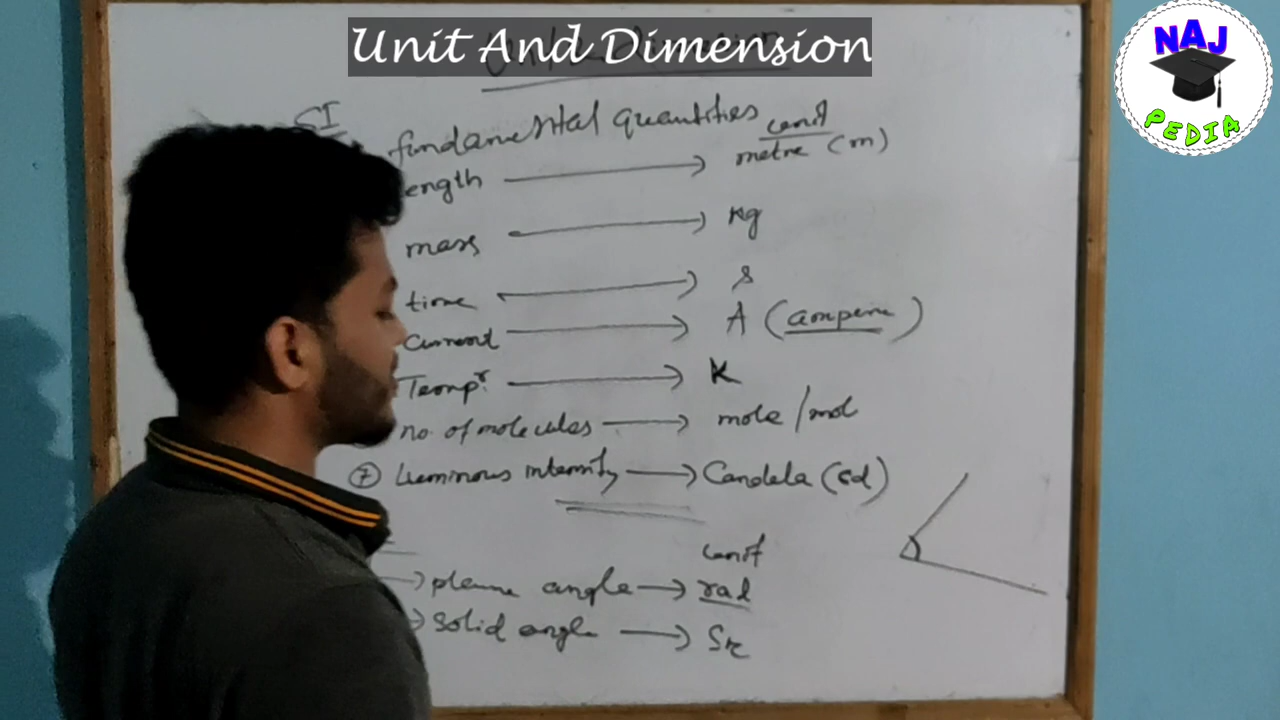 Unit And Dimension
NAJ
PEDIA
SI
fundamental quantities unit
ength → metre (m)
mass → kg
time → s
Current → A (ampere)
Tempr. → K
no. of molecules → mole/mol
⑦ Luminous intensity → Candela (cd)
unit
→ plane angle → rad
→ solid angle → Sr